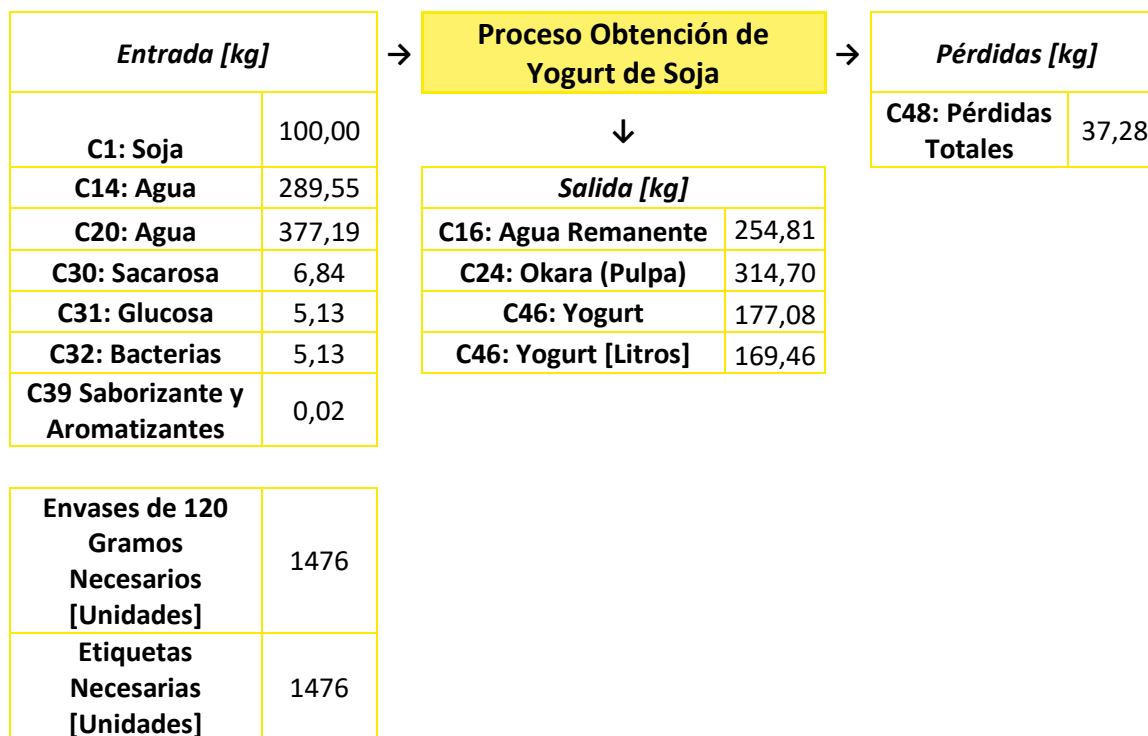 Entrada [kg]
→
Proceso Obtención de
Yogurt de Soja
→
Pérdidas [kg]
C1: Soja
100,00
C14: Agua
289,55
C20: Agua
377,19
C30: Sacarosa
6,84
C31: Glucosa
5,13
C32: Bacterias
5,13
C39 Saborizante y
Aromatizantes
0,02
↓
Salida [kg]
C16: Agua Remanente
254,81
C24: Okara (Pulpa)
314,70
C46: Yogurt
177,08
C46: Yogurt [Litros]
169,46
C48: Pérdidas
Totales
37,28
Envases de 120
Gramos
Necesarios
[Unidades]
1476
Etiquetas
Necesarias
[Unidades]
1476